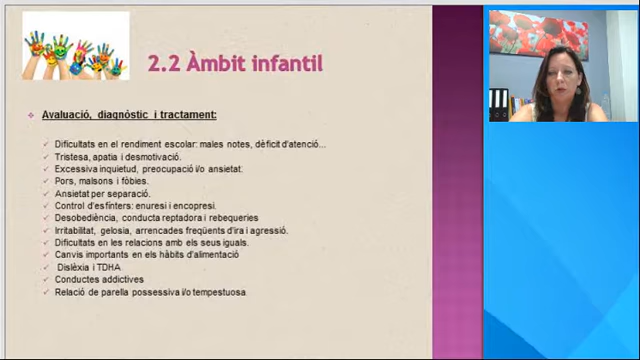 2.2 Àmbit infantil
Avaluació, diagnóstic i tractament:
Dificultats en el rendiment escolar: males notes, dèficit d'atenció...
Tristesa, apatia i desmotivació.
Excessiva inquietud, preocupació i/o ansietat.
Pors, malsons i fòbies.
Ansietat per separació.
Control d'esfínters: enuresi i encopresi.
Desobediència, conducta reptadora i rebequeries
Irritabilitat, gelosia, arrencades freqüents d'ira i agressió.
Dificultats en les relacions amb els seus iguals.
Canvis importants en els hàbits d'alimentació
Dislèxia i TDHA.
Conductes addictives
Relació de parella possessiva i/o tempestuosa